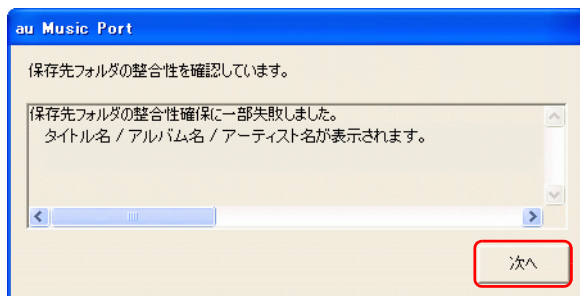 au Music Port
保存先フォルダの整合性を確認しています。
保存先フォルダの整合性確保に一部失敗しました。
タイトル名 / アルバム名 / アーティスト名が表示されます。
次へ